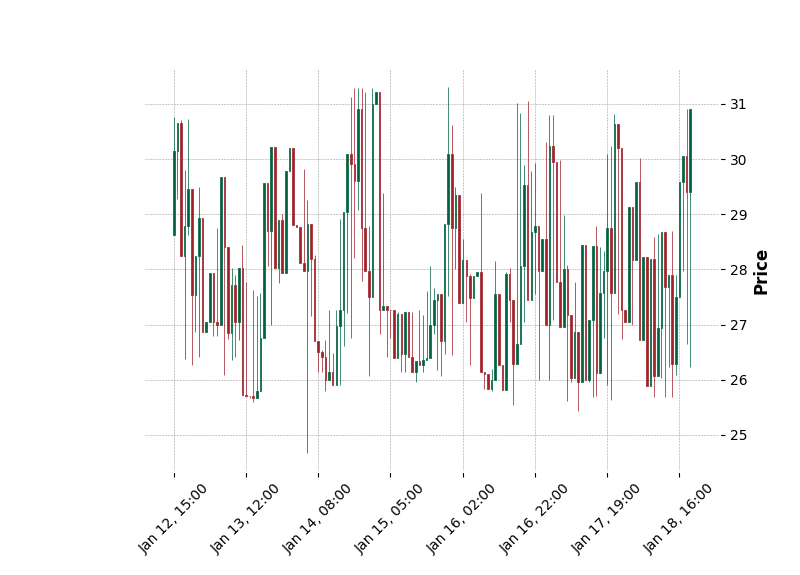 31
30
29
28
27
26
25
Price
Jan 12, 15:00
Jan 13, 12:00
Jan 14, 08:00
Jan 15, 05:00
Jan 16, 02:00
Jan 16, 22:00
Jan 17, 19:00
Jan 18, 16:00